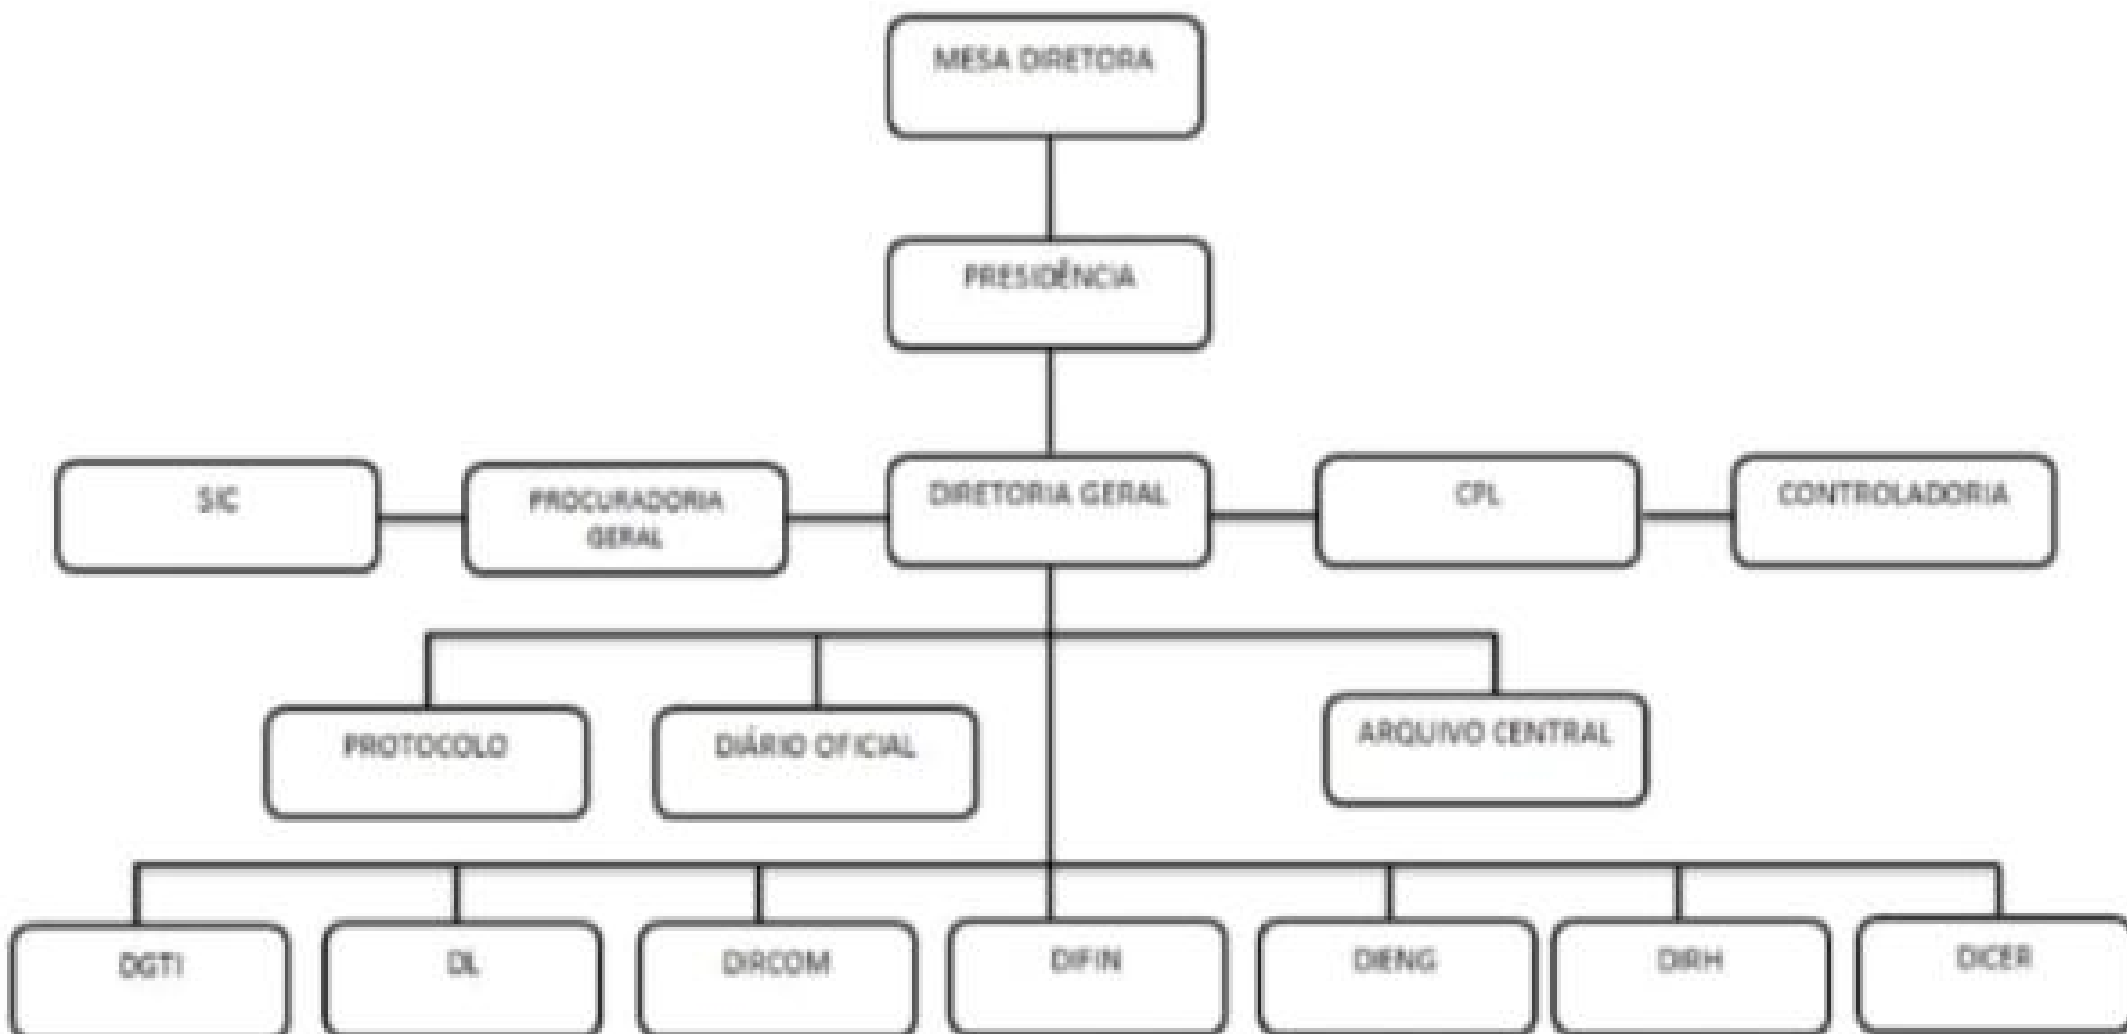 MESA DIRETORA
PRESIDÊNCIA
SIC
PROCURADORIA
GERAL
DIRETORIA GERAL
CPL
CONTROLADORIA
PROTOCOLO
DIÁRIO OFICIAL
ARQUIVO CENTRAL
DGTI
DL
DIRCOM
DIFIN
DIENG
DIRH
DICER